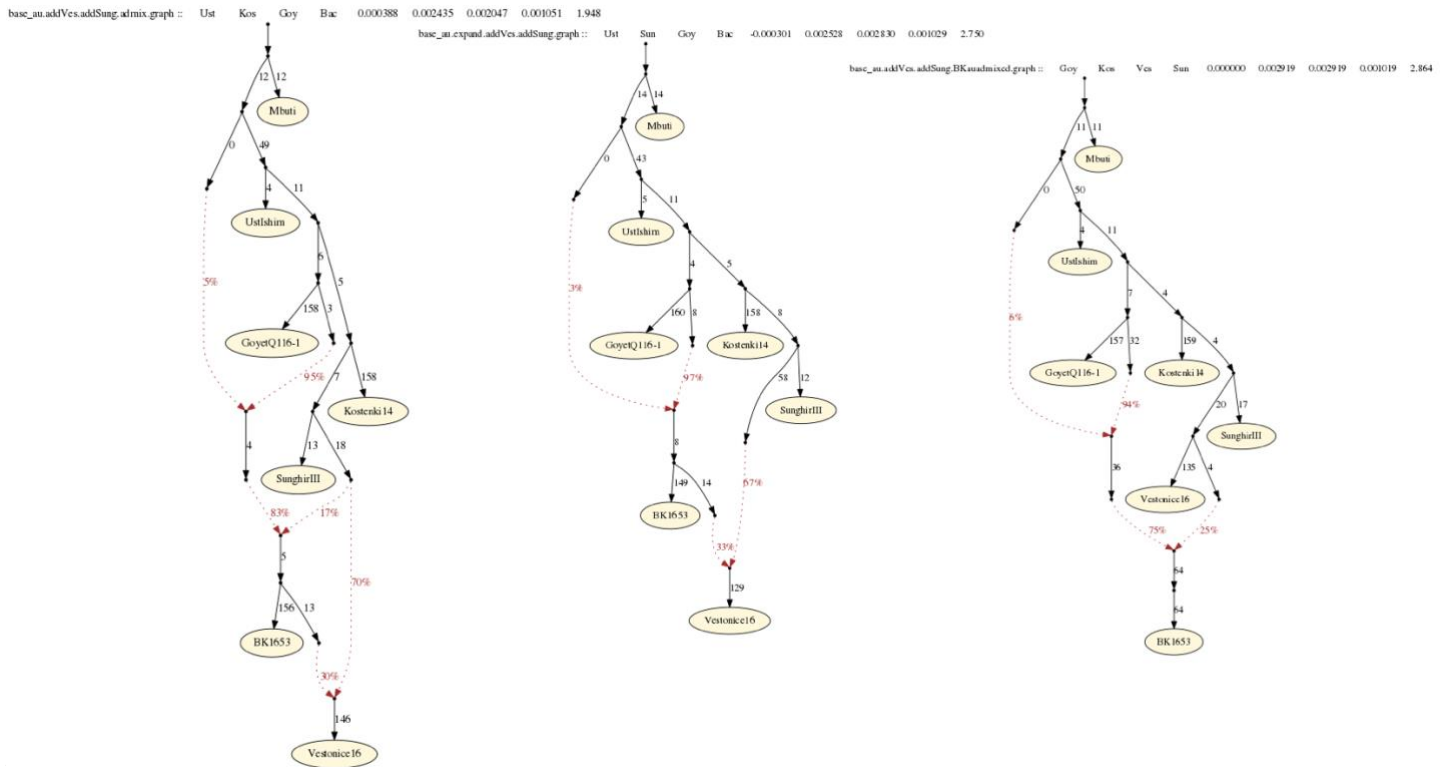 base_au.addVes.addSung.admix.graph :: Ust Kos Goy Bac 0.000388 0.002435 0.002047 0.001051 1.948
12 12
Mbuti
0 49
4 11
UstIshim
6 5
5%
158 3
GoyetQ116-1
95% 7 158
Kostenki14
4 13 18
SunghirIII
83% 17%
5
70%
156 13
BK1653
30%
146
Vestonice16
base_au.expand.addVes.addSung.graph :: Ust Sun Goy Bac -0.000301 0.002528 0.002830 0.001029 2.750
14 14
Mbuti
0 43
5 11
UstIshim
4 5
3%
160 8 158 8
GoyetQ116-1 Kostenki14
97% 58 12
SunghirIII
8
67%
149 14
BK1653
33%
129
Vestonice16
base_au.addVes.addSung.BKauadmixed.graph :: Goy Kos Ves Sun 0.000000 0.002919 0.002919 0.001019 2.864
11 11
Mbuti
0 50
4 11
UstIshim
7 4
6%
157 32 159 4
GoyetQ116-1 Kostenki14
94% 20 17
SunghirIII
36 135 4
Vestonice16
75% 25%
64
64
BK1653